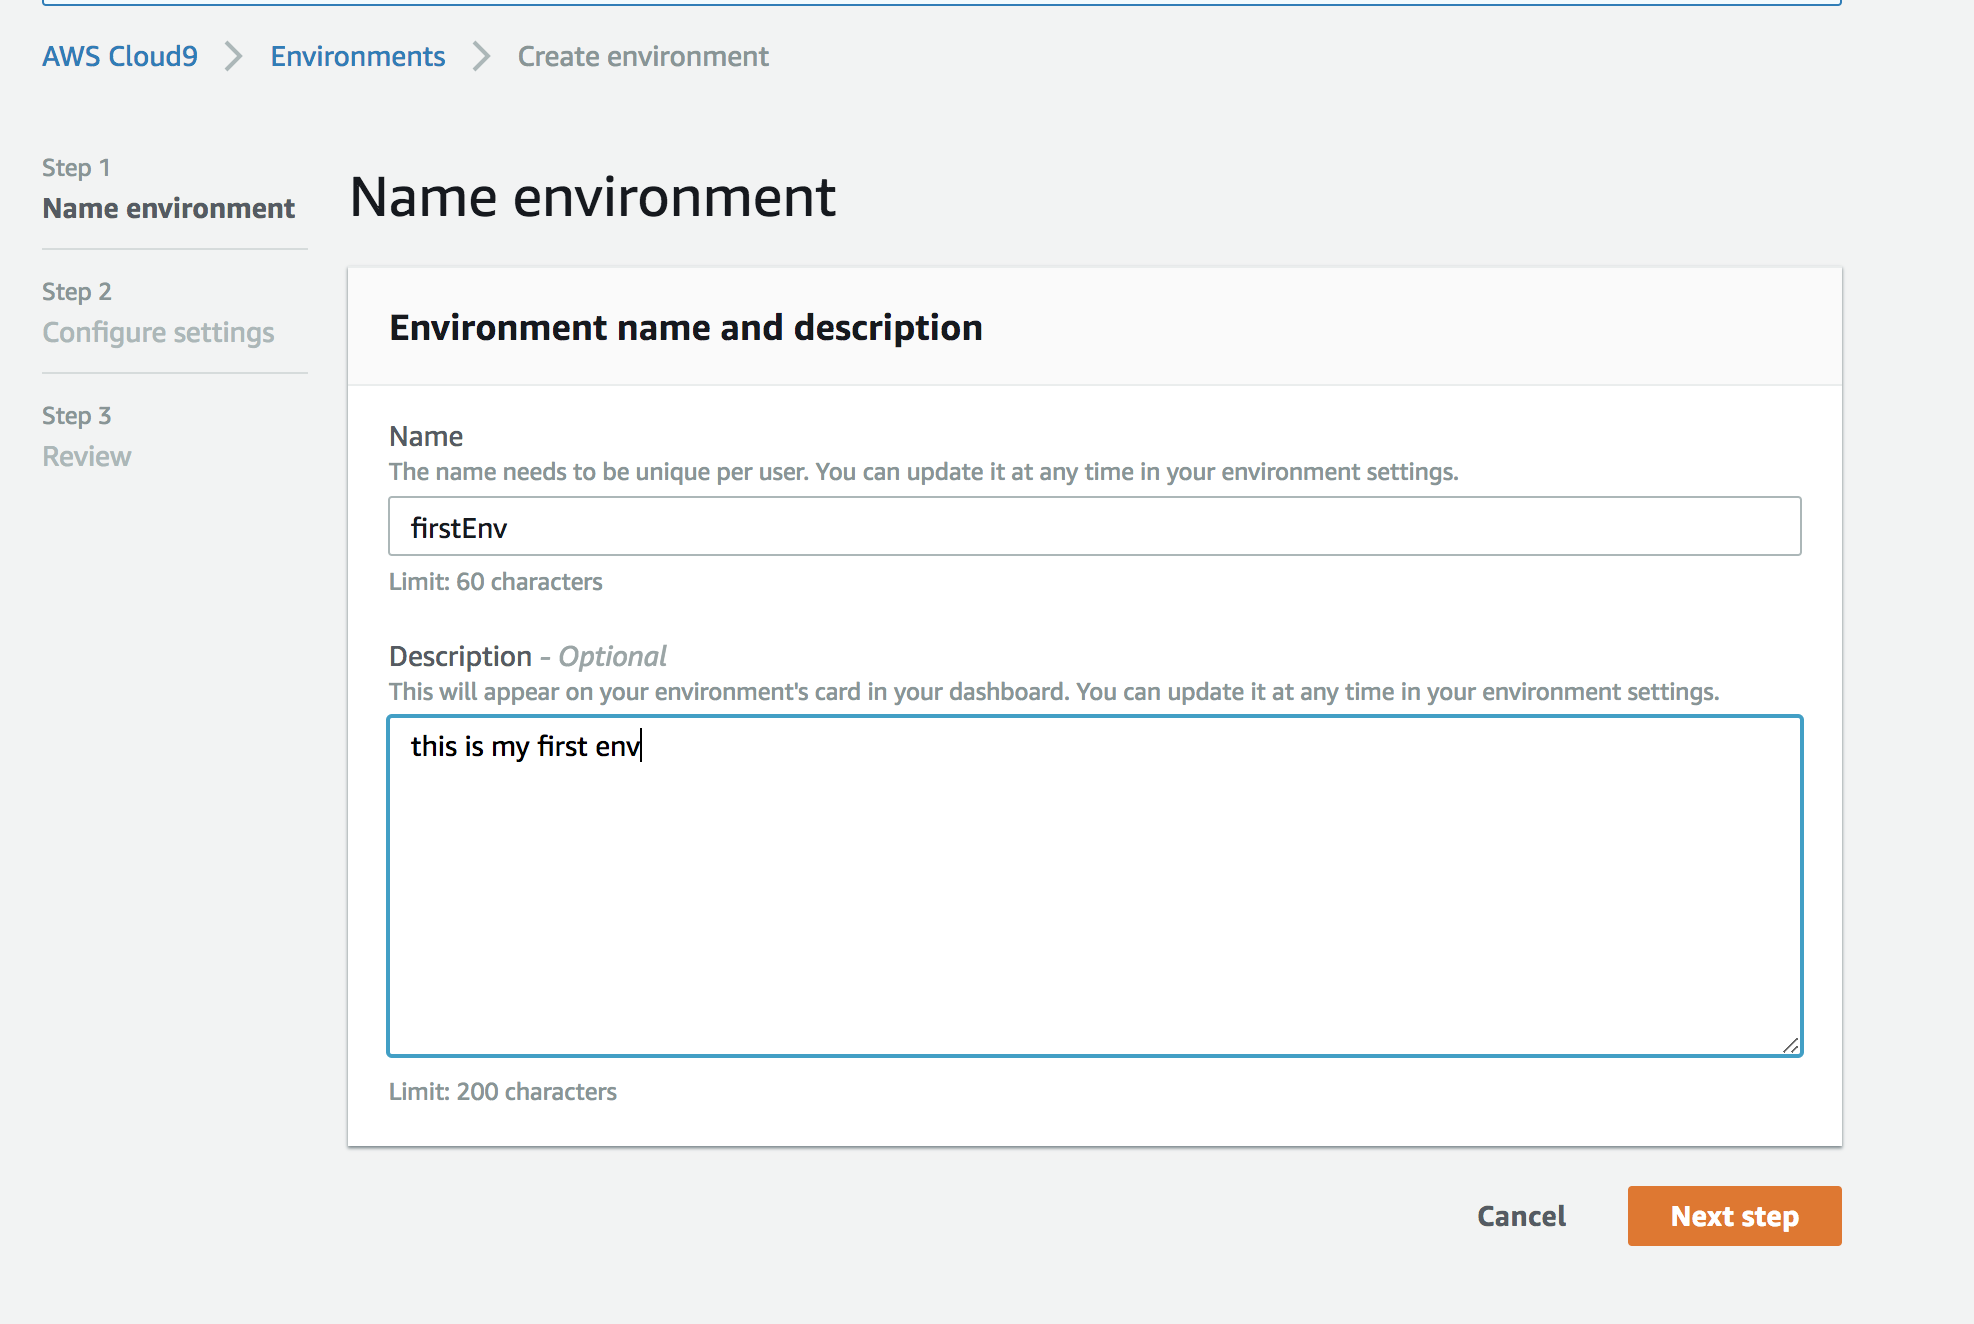 AWS Cloud9 > Environments > Create environment
Step 1
Name environment
Step 2
Configure settings
Step 3
Review
Name environment
Environment name and description
Name
The name needs to be unique per user. You can update it at any time in your environment settings.
firstEnv
Limit: 60 characters
Description – Optional
This will appear on your environment's card in your dashboard. You can update it at any time in your environment settings.
this is my first env
Limit: 200 characters
Cancel
Next step